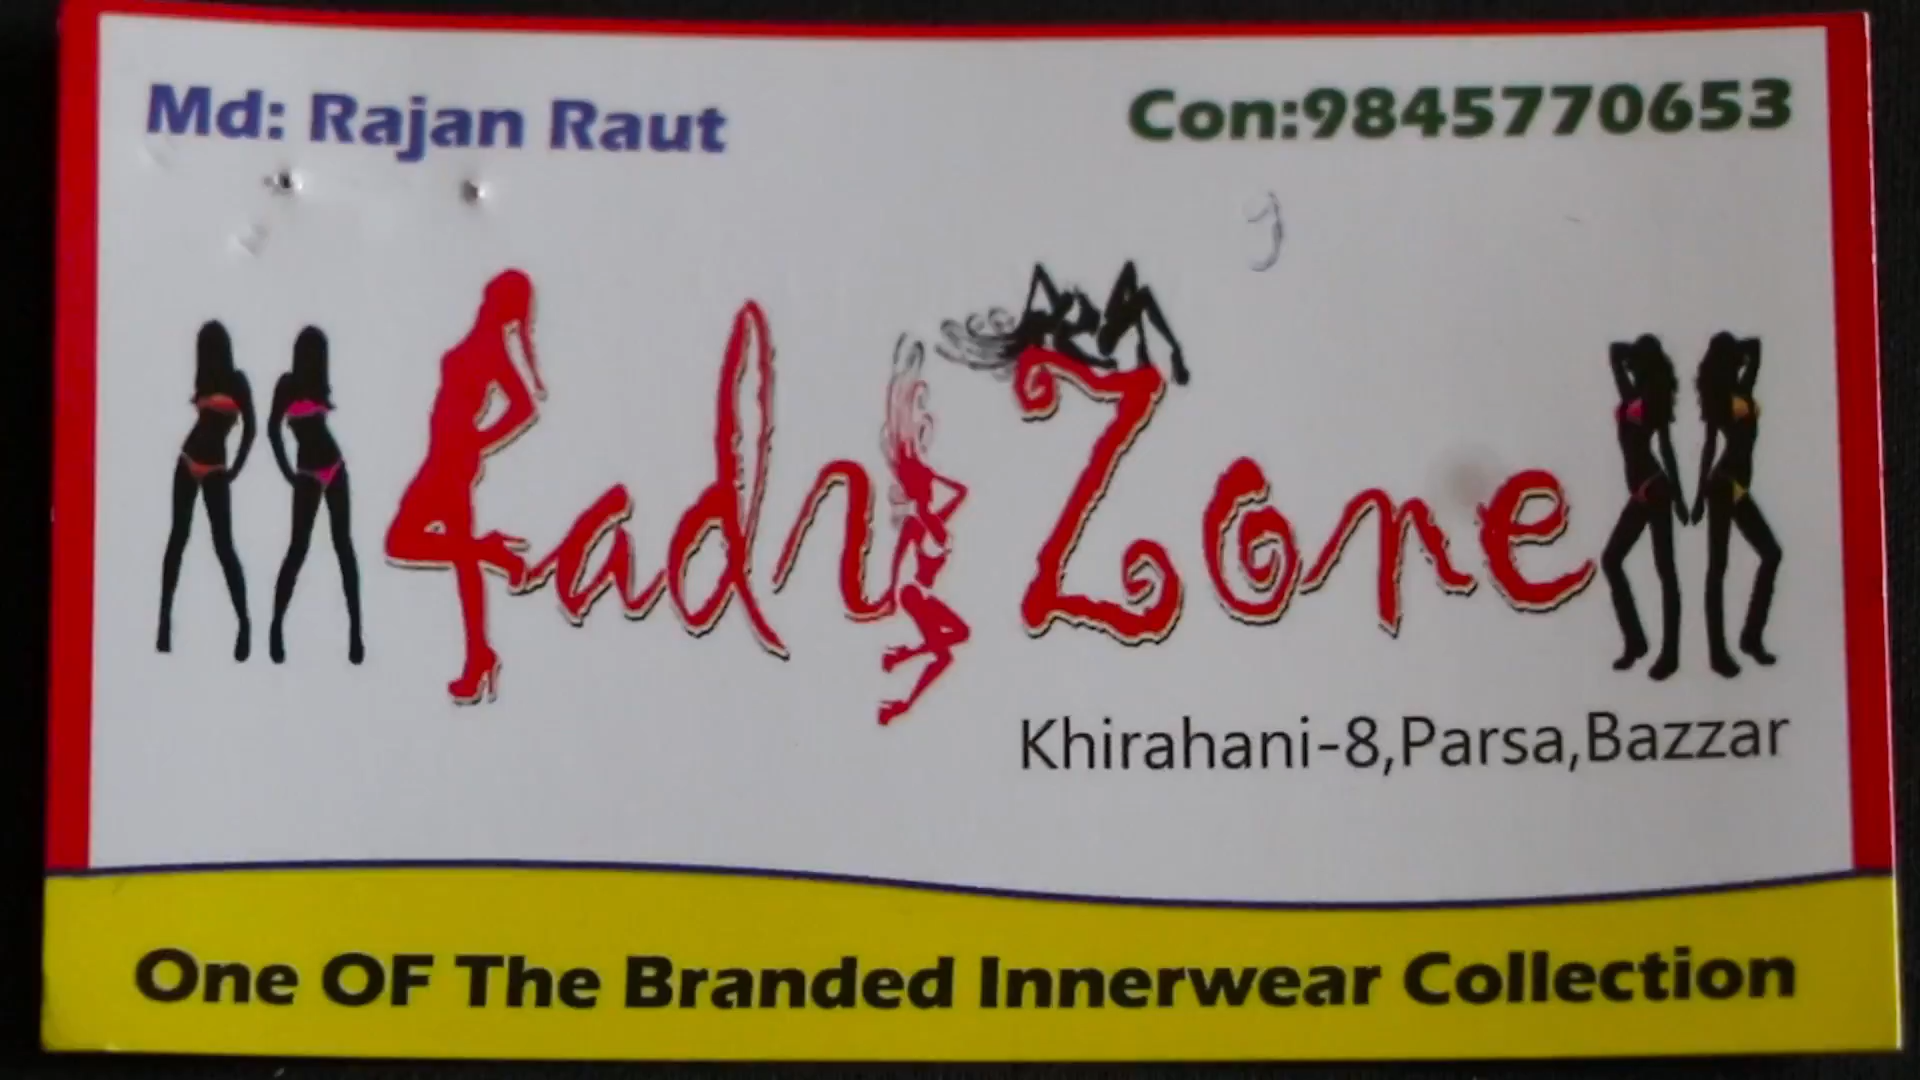 Md: Rajan Raut
Con:9845770653
Lady Zone
Khirahani-8,Parsa,Bazzar
One OF The Branded Innerwear Collection